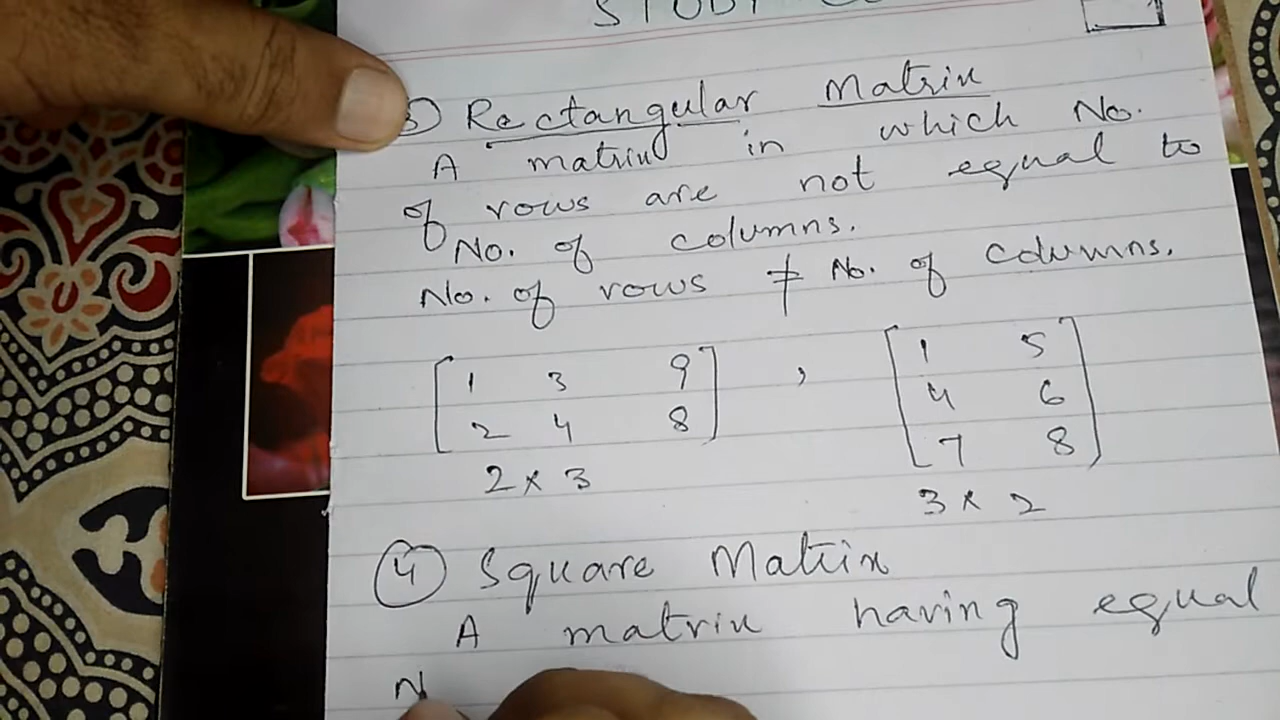 STUDY
3) Rectangular Matrix
A matrix in which No.
of rows are not equal to
No. of columns.
No. of rows ≠ No. of columns.
[1 3 9 , [1 5
2 4 8] 4 6
2 x 3 7 8]
3 x 2
④ Square Matrix
A matrix having equal
N